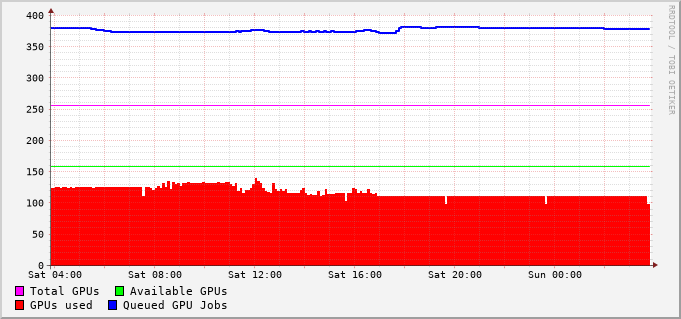 RRDTOOL / TOBI OETIKER
400
350
300
250
200
150
100
50
0
Sat 04:00 Sat 08:00 Sat 12:00 Sat 16:00 Sat 20:00 Sun 00:00
Total GPUs Available GPUs
GPUs used Queued GPU Jobs